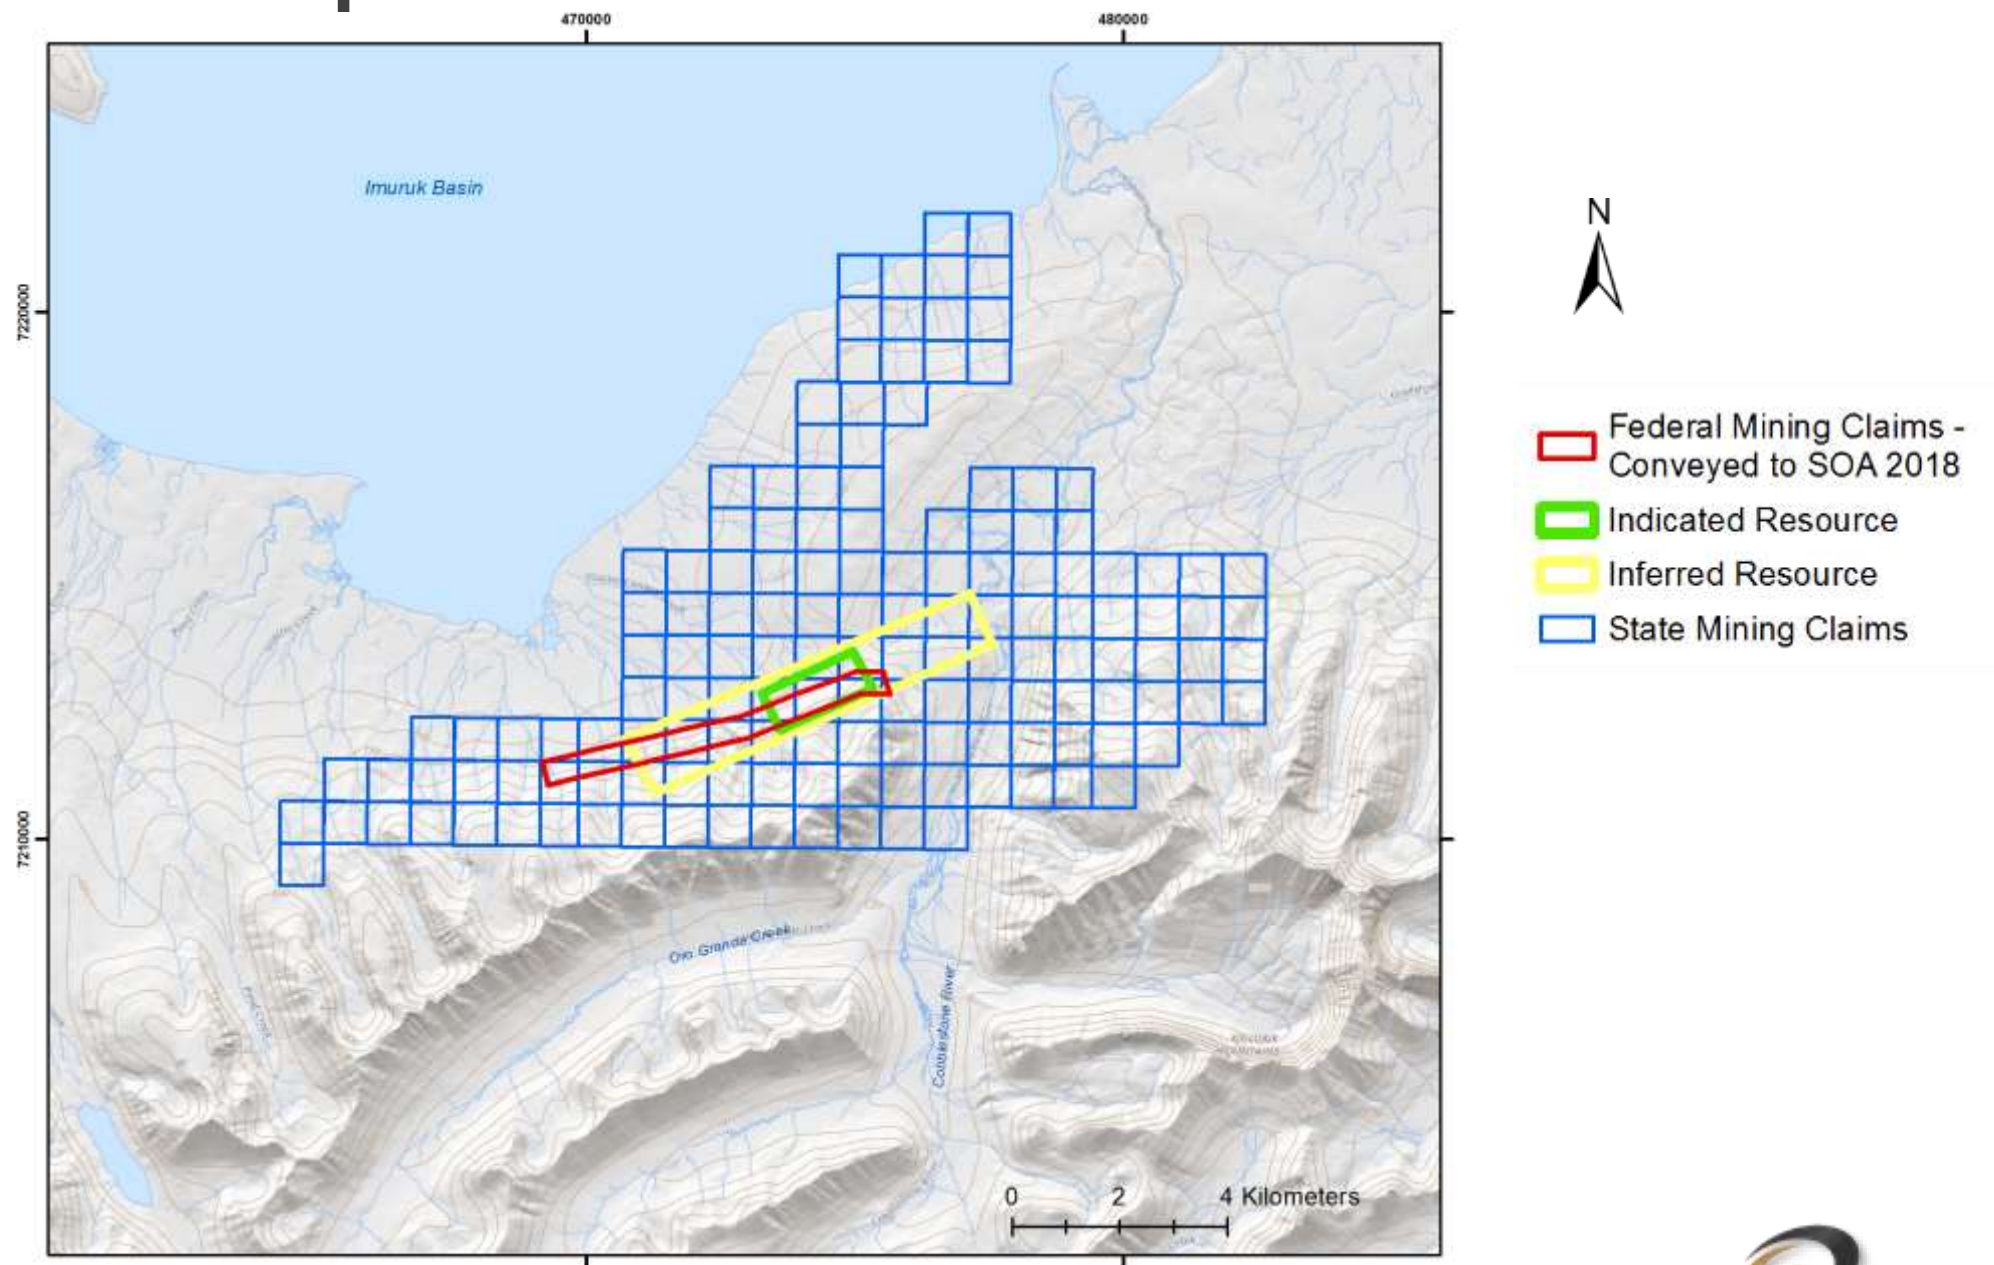 470000
480000
Imuruk Basin
7220000
7210000
Oro Grande Creek
Cobblestone River
0 2 4 Kilometers
N
Federal Mining Claims -
Conveyed to SOA 2018
Indicated Resource
Inferred Resource
State Mining Claims